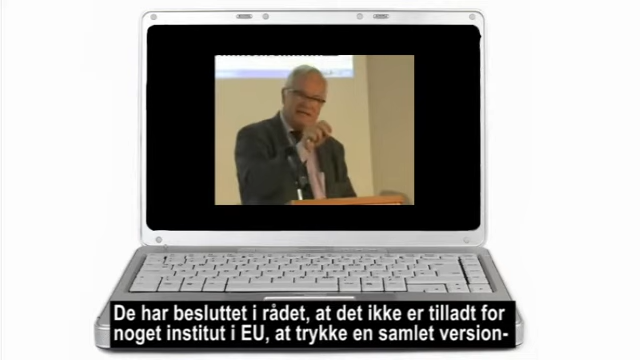 De har besluttet i rådet, at det ikke er tilladt for
noget institut i EU, at trykke en samlet version-